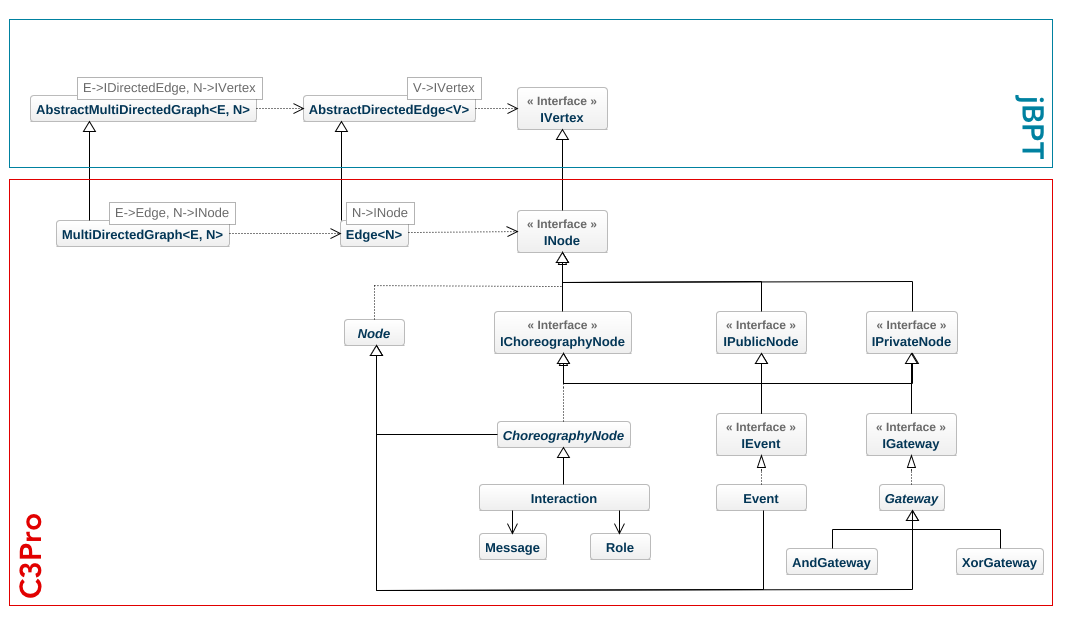 E->IDirectedEdge, N->IVertex
V->IVertex
AbstractMultiDirectedGraph<E, N>
AbstractDirectedEdge<V>
« Interface »
IVertex
jBPT
E->Edge, N->INode
N->INode
MultiDirectedGraph<E, N>
Edge<N>
« Interface »
INode
Node
« Interface »
IChoreographyNode
« Interface »
IPublicNode
« Interface »
IPrivateNode
ChoreographyNode
« Interface »
IEvent
« Interface »
IGateway
Interaction
Event
Gateway
Message
Role
AndGateway
XorGateway
C3Pro